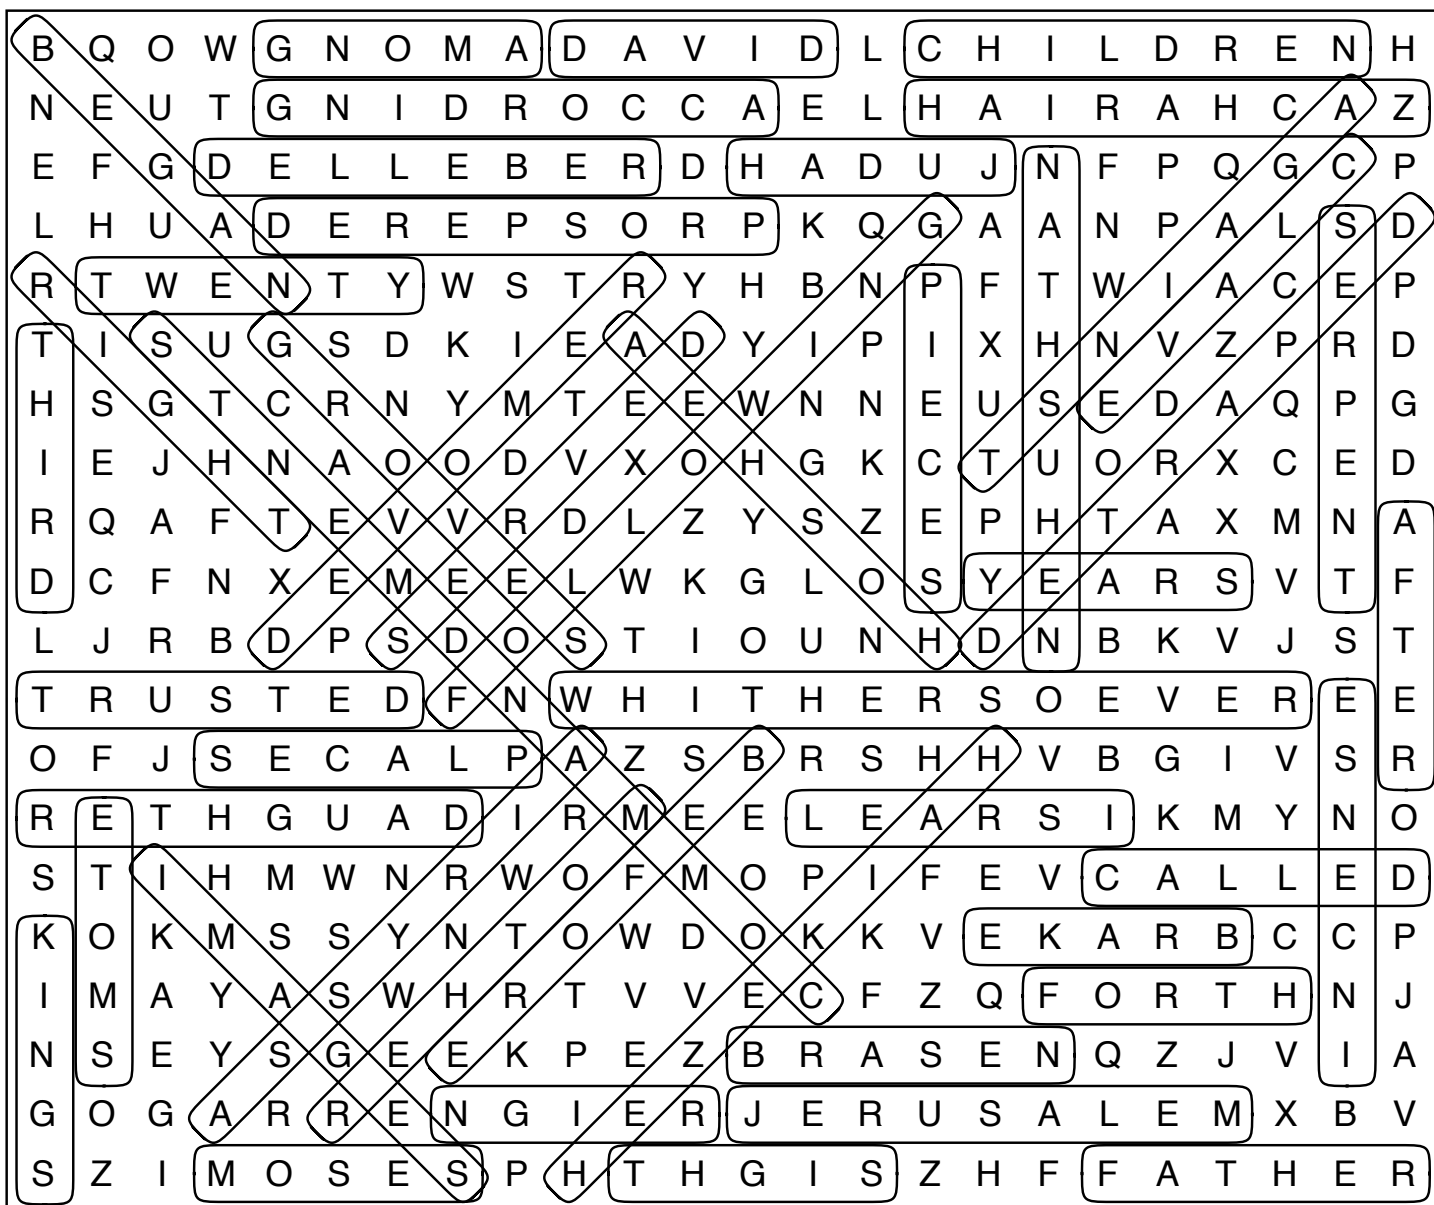 B Q O W G N O M A D A V I D L C H I L D R E N H
N E U T G N I D R O C C A E L H A I R A H C A Z
E F G D E L L E B E R D H A D U J N F P Q G C P
L H U A D E R E P S O R P K Q G A A N P A L S D
R T W E N T Y W S T R Y H B N P F T W I A C E P
T I S U G S D K I E A D Y I P I X H N V Z P R D
H S G T C R N Y M T E E W N N E U S E D A Q P G
I E J H N A O O D V X O H G K C T U O R X C E D
R Q A F T E V V R D L Z Y S Z E P H T A X M N A
D C F N X E M E E L W K G L O S Y E A R S V T F
L J R B D P S D O S T I O U N H D N B K V J S T
T R U S T E D F N W H I T H E R S O E V E R E E
O F J S E C A L P A Z S B R S H H V B G I V S R
R E T H G U A D I R M E E L E A R S I K M Y N O
S T I H M W N R W O F M O P I F E V C A L L E D
K O K M S S Y N T O W D O K K V E K A R B C C P
I M A Y A S W H R T V V E C F Z Q F O R T H N J
N S E Y S G E E K P E Z B R A S E N Q Z J V I A
G O G A R R E N G I E R J E R U S A L E M X B V
S Z I M O S E S P H T H G I S Z H F F A T H E R